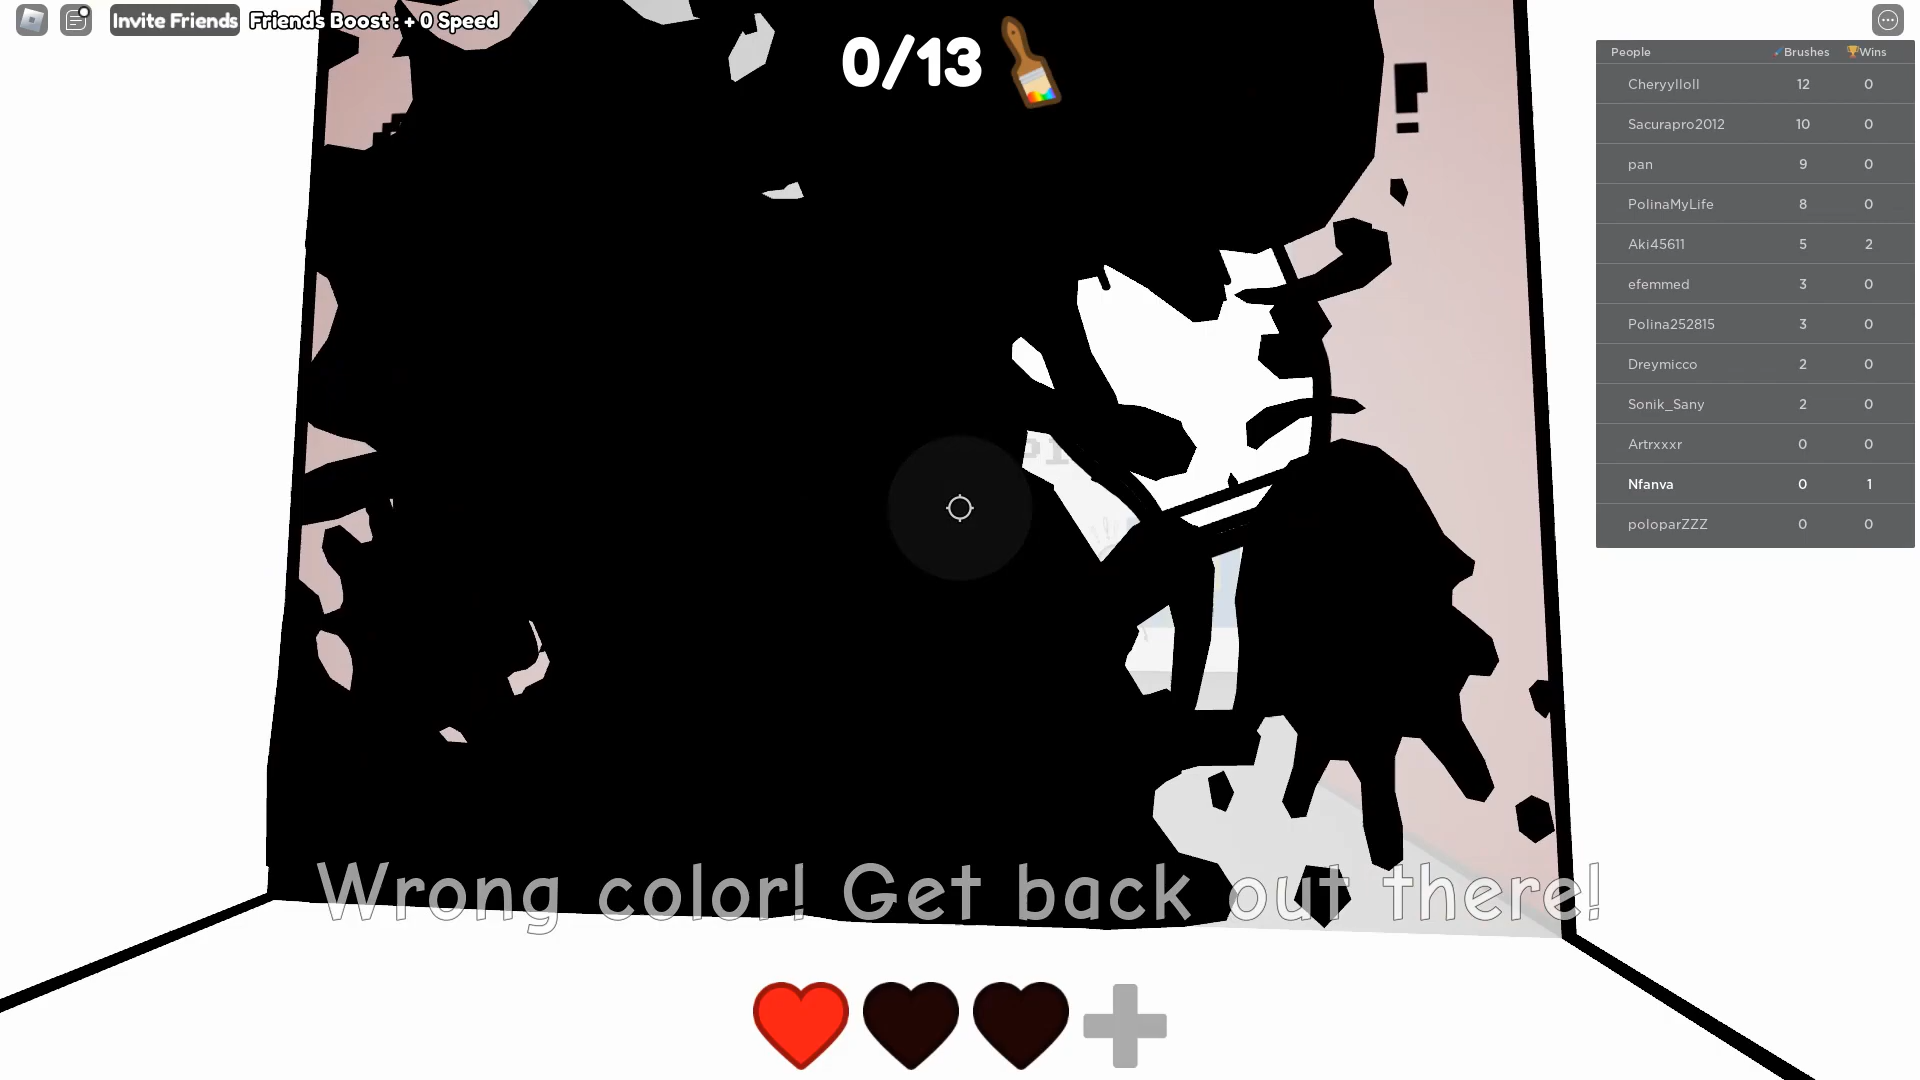 Invite Friends Friends Boost : + 0 Speed
0/13
People Brushes Wins
Cheryylloll 12 0
Sacurapro2012 10 0
pan 9 0
PolinaMyLife 8 0
Aki45611 5 2
efemmed 3 0
Polina252815 3 0
Dreymicco 2 0
Sonik_Sany 2 0
Artrxxxr 0 0
Nfanva 0 1
poloparZZZ 0 0
Wrong color! Get back out there!